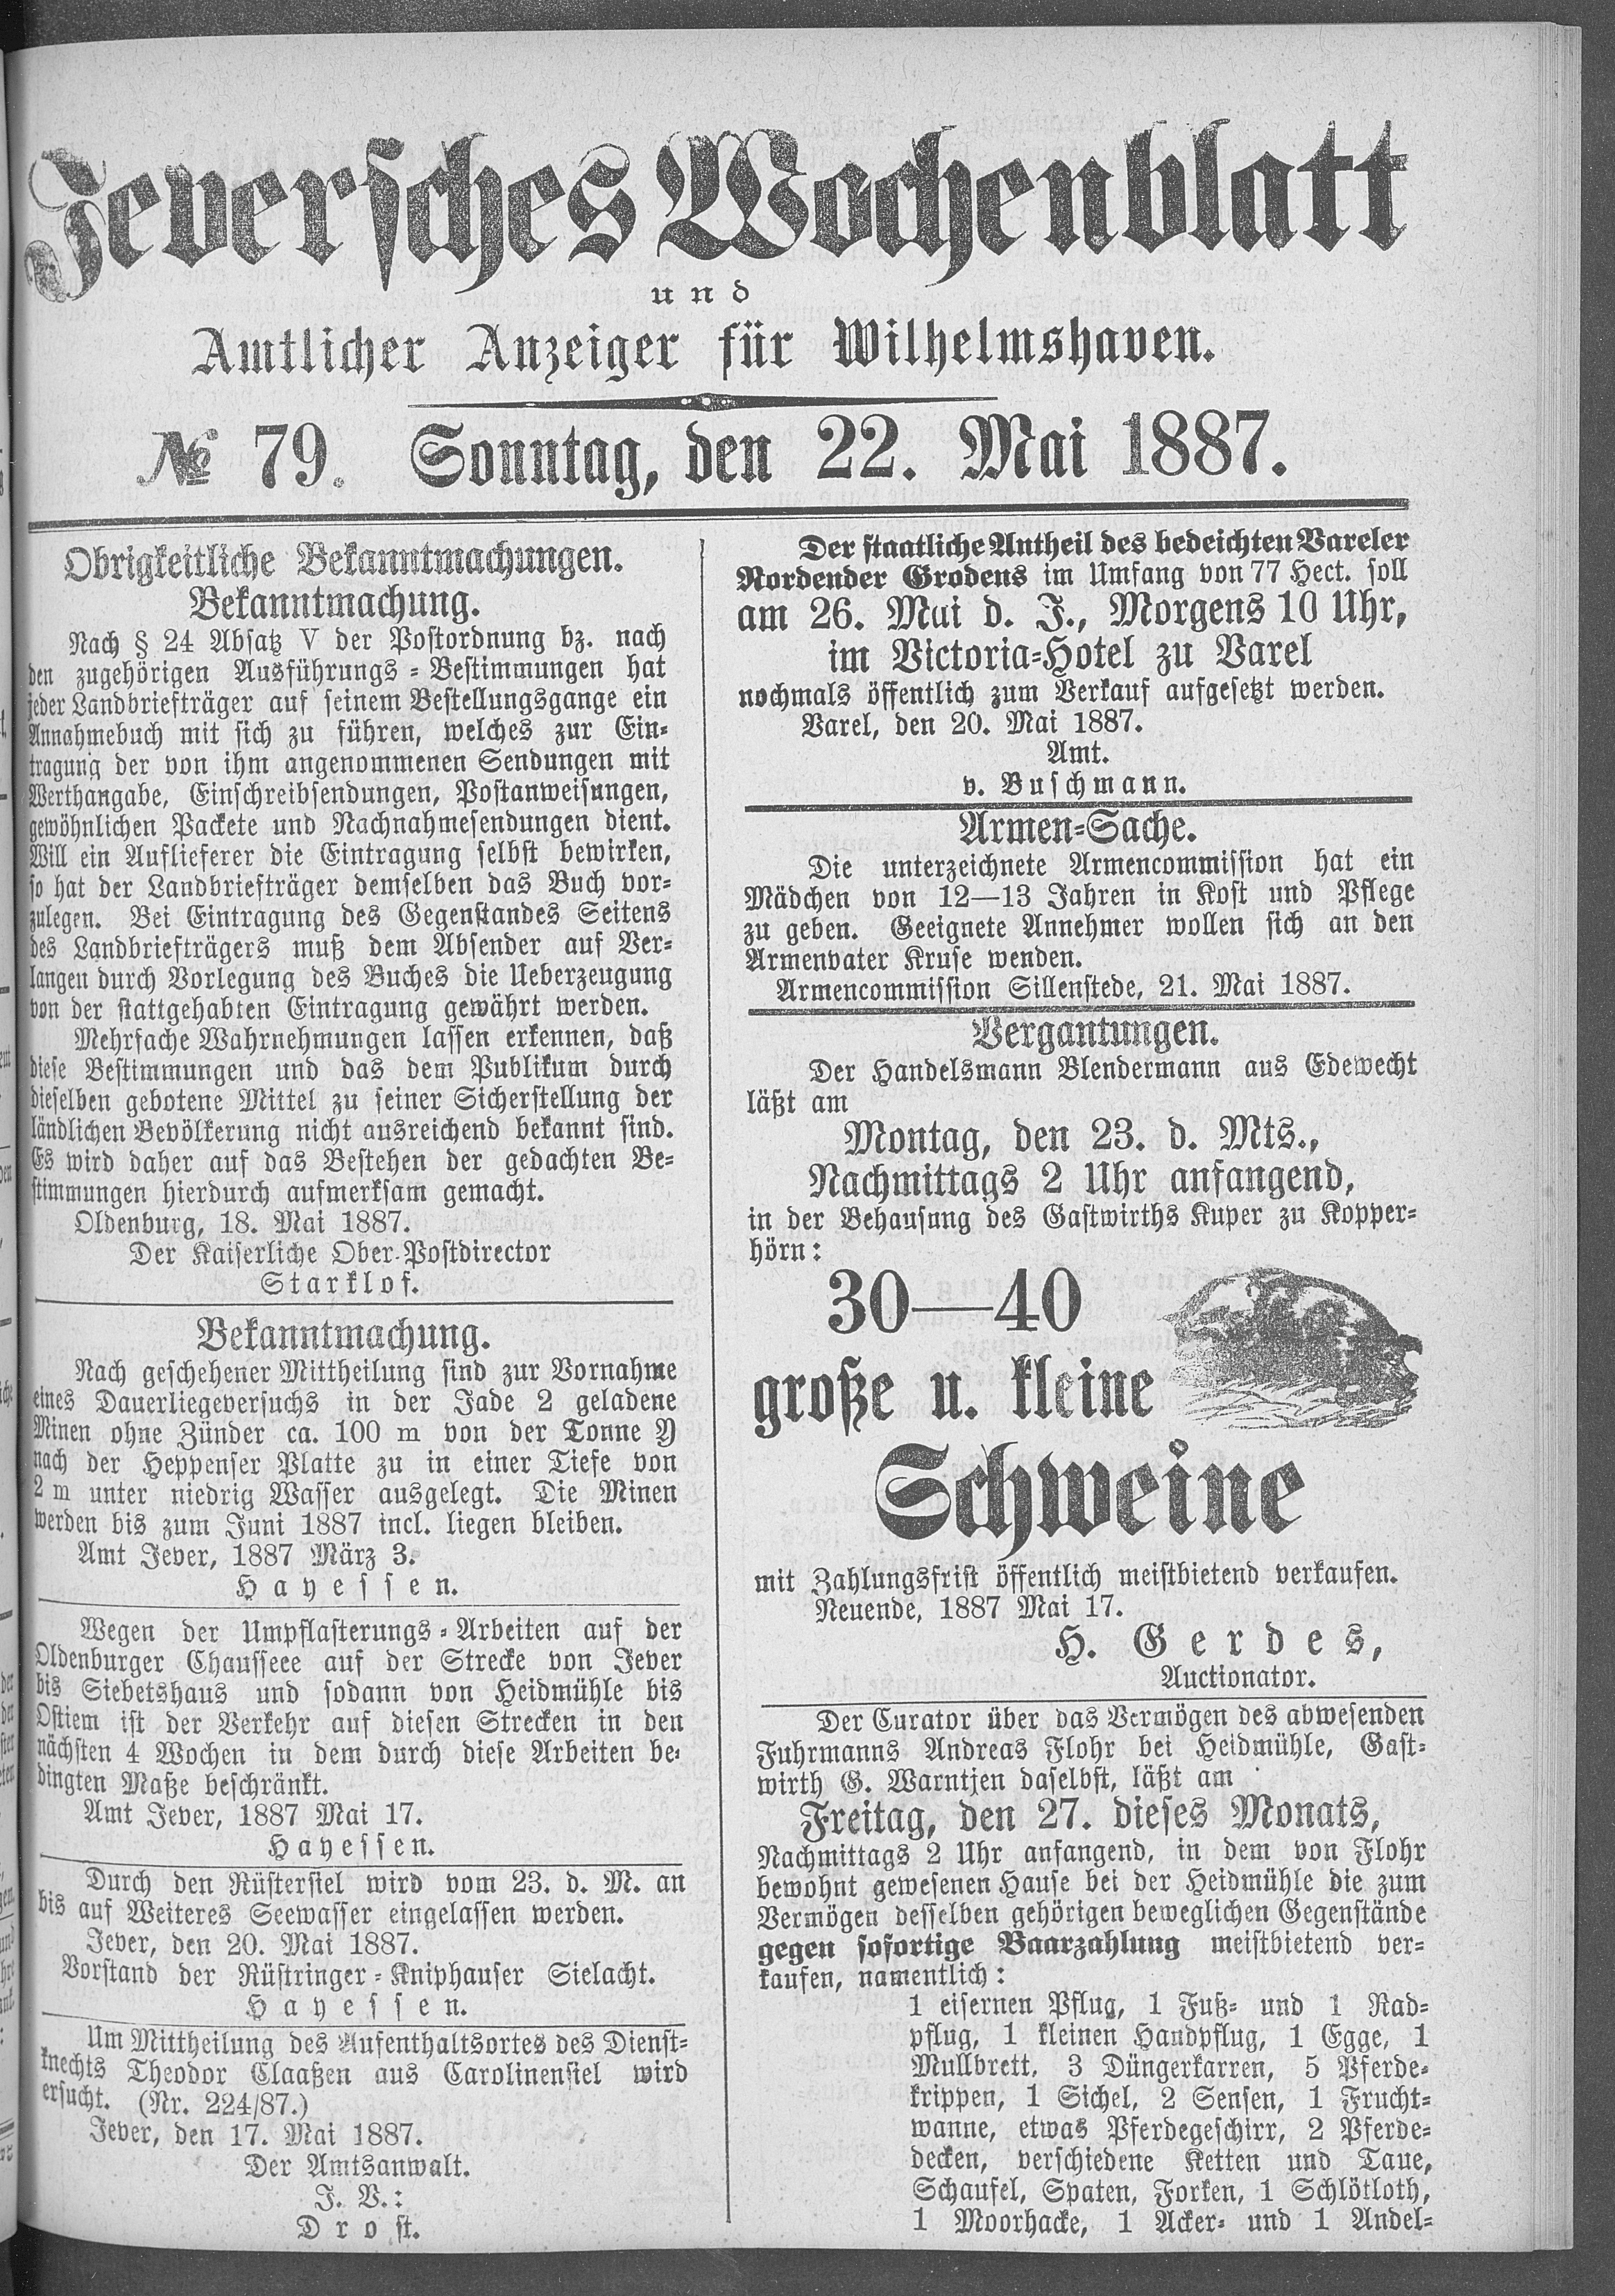 Jeversches Wochenblatt
und
Amtlicher Anzeiger für Wilhelmshaven.
№ 79. Sonntag, den 22. Mai 1887.
Obrigkeitliche Bekanntmachungen.
Bekanntmachung.
Nach § 24 Absatz V der Postordnung bz. nach
den zugehörigen Ausführungs-Bestimmungen hat
jeder Landbriefträger auf seinem Bestellungsgange ein
Annahmebuch mit sich zu führen, welches zur Ein-
tragung der von ihm angenommenen Sendungen mit
Werthangabe, Einschreibsendungen, Postanweisungen,
gewöhnlichen Packete und Nachnahmesendungen dient.
Will ein Auflieferer die Eintragung selbst bewirken,
so hat der Landbriefträger demselben das Buch vor-
zulegen. Bei Eintragung des Gegenstandes Seitens
des Landbriefträgers muß dem Absender auf Ver-
langen durch Vorlegung des Buches die Ueberzeugung
von der stattgehabten Eintragung gewährt werden.
Mehrfache Wahrnehmungen lassen erkennen, daß
diese Bestimmungen und das dem Publikum durch
dieselben gebotene Mittel zu seiner Sicherstellung der
ländlichen Bevölkerung nicht ausreichend bekannt sind.
Es wird daher auf das Bestehen der gedachten Be-
stimmungen hierdurch aufmerksam gemacht.
Oldenburg, 18. Mai 1887.
Der Kaiserliche Ober-Postdirector
Starklof.
Bekanntmachung.
Nach geschehener Mittheilung sind zur Vornahme
eines Dauerliegeversuchs in der Jade 2 geladene
Minen ohne Zünder ca. 100 m von der Tonne Y
nach der Heppenser Platte zu in einer Tiefe von
2 m unter niedrig Wasser ausgelegt. Die Minen
werden bis zum Juni 1887 incl. liegen bleiben.
Amt Jever, 1887 März 3.
Hayessen.
Wegen der Umpflasterungs-Arbeiten auf der
Oldenburger Chausseee auf der Strecke von Jever
bis Siebetshaus und sodann von Heidmühle bis
Ostiem ist der Verkehr auf diesen Strecken in den
nächsten 4 Wochen in dem durch diese Arbeiten be-
dingten Maße beschränkt.
Amt Jever, 1887 Mai 17.
Hayessen.
Durch den Rüstersiel wird vom 23. d. M. an
bis auf Weiteres Seewasser eingelassen werden.
Jever, den 20. Mai 1887.
Vorstand der Rüstringer-Kniphauser Sielacht.
Hayessen.
Um Mittheilung des Aufenthaltsortes des Dienst-
knechts Theodor Claaßen aus Carolinensiel wird
ersucht. (Nr. 224/87.)
Jever, den 17. Mai 1887.
Der Amtsanwalt.
J. V.:
Drost.
Der staatliche Antheil des bedeichten Vareler
Nordender Grodens im Umfang von 77 Hect. soll
am 26. Mai d. J., Morgens 10 Uhr,
im Victoria-Hotel zu Varel
nochmals öffentlich zum Verkauf aufgesetzt werden.
Varel, den 20. Mai 1887.
Amt.
v. Buschmann.
Armen-Sache.
Die unterzeichnete Armencommission hat ein
Mädchen von 12—13 Jahren in Kost und Pflege
zu geben. Geeignete Annehmer wollen sich an den
Armenvater Kruse wenden.
Armencommission Sillenstede, 21. Mai 1887.
Vergantungen.
Der Handelsmann Blendermann aus Edewecht
läßt am
Montag, den 23. d. Mts.,
Nachmittags 2 Uhr anfangend,
in der Behausung des Gastwirths Kuper zu Kopper-
hörn:
30—40
große u. kleine
Schweine
mit Zahlungsfrist öffentlich meistbietend verkaufen.
Neuende, 1887 Mai 17.
H. Gerdes,
Auctionator.
Der Curator über das Vermögen des abwesenden
Fuhrmanns Andreas Flohr bei Heidmühle, Gast-
wirth G. Warntjen daselbst, läßt am
Freitag, den 27. dieses Monats,
Nachmittags 2 Uhr anfangend, in dem von Flohr
bewohnt gewesenen Hause bei der Heidmühle die zum
Vermögen desselben gehörigen beweglichen Gegenstände
gegen sofortige Baarzahlung meistbietend ver-
kaufen, namentlich:
1 eisernen Pflug, 1 Fuß- und 1 Rad-
pflug, 1 kleinen Handpflug, 1 Egge, 1
Mullbrett, 3 Düngerkarren, 5 Pferde-
krippen, 1 Sichel, 2 Sensen, 1 Frucht-
wanne, etwas Pferdegeschirr, 2 Pferde-
decken, verschiedene Ketten und Taue,
Schaufel, Spaten, Forken, 1 Schlötloth,
1 Moorhacke, 1 Acker- und 1 Andel-